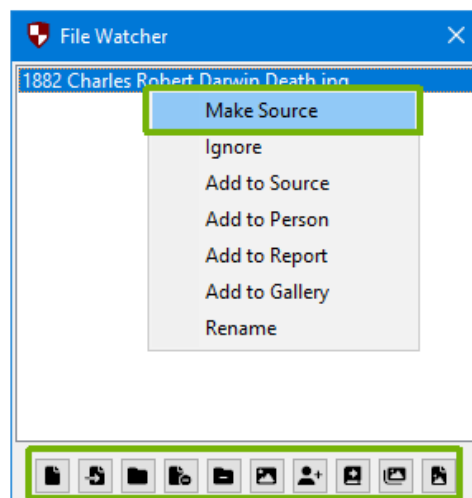 File Watcher
1882 Charles Robert Darwin Death.jpg
Make Source
Ignore
Add to Source
Add to Person
Add to Report
Add to Gallery
Rename